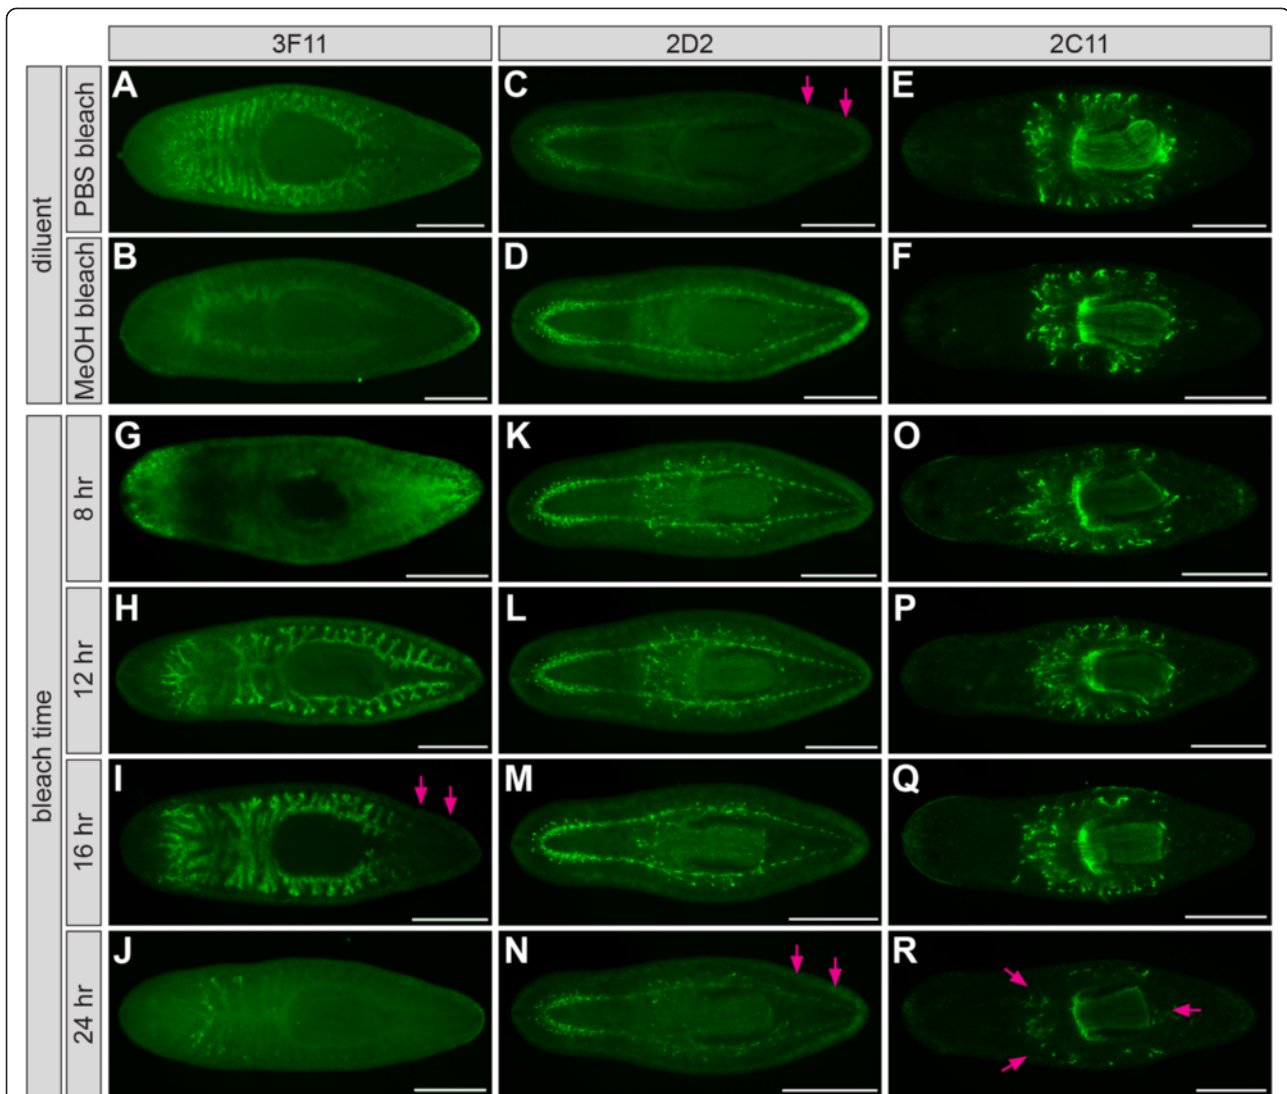 3F11 2D2 2C11
diluent
PBS bleach
A C E
MeOH bleach
B D F
bleach time
8 hr
G K O
12 hr
H L P
16 hr
I M Q
24 hr
J N R